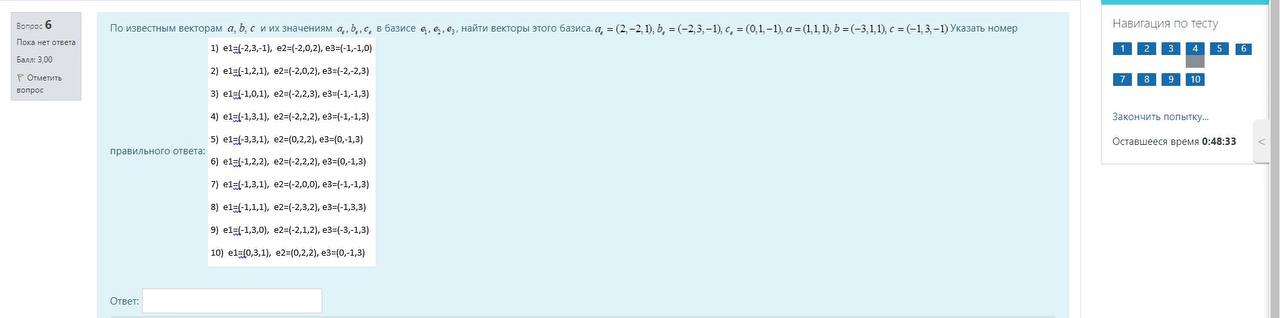 Вопрос 6
Пока нет ответа
Балл: 3,00
Отметить вопрос
По известным векторам a, b, c и их значениям aₑ, bₑ, cₑ в базисе e₁, e₂, e₃, найти векторы этого базиса. aₑ = (2,−2,1), bₑ = (−2,3,−1), cₑ = (0,1,−1), a = (1,1,1), b = (−3,1,1), c = (−1,3,−1) Указать номер
правильного ответа:
1) e1=(-2,3,-1), e2=(-2,0,2), e3=(-1,-1,0)
2) e1=(-1,2,1), e2=(-2,0,2), e3=(-2,-2,3)
3) e1=(-1,0,1), e2=(-2,2,3), e3=(-1,-1,3)
4) e1=(-1,3,1), e2=(-2,2,2), e3=(-1,-1,3)
5) e1=(-3,3,1), e2=(0,2,2), e3=(0,-1,3)
6) e1=(-1,2,2), e2=(-2,2,2), e3=(0,-1,3)
7) e1=(-1,3,1), e2=(-2,0,0), e3=(-1,-1,3)
8) e1=(-1,1,1), e2=(-2,3,2), e3=(-1,3,3)
9) e1=(-1,3,0), e2=(-2,1,2), e3=(-3,-1,3)
10) e1=(0,3,1), e2=(0,2,2), e3=(0,-1,3)
Ответ:
Навигация по тесту
1 2 3 4 5 6
7 8 9 10
Закончить попытку...
Оставшееся время 0:48:33
<